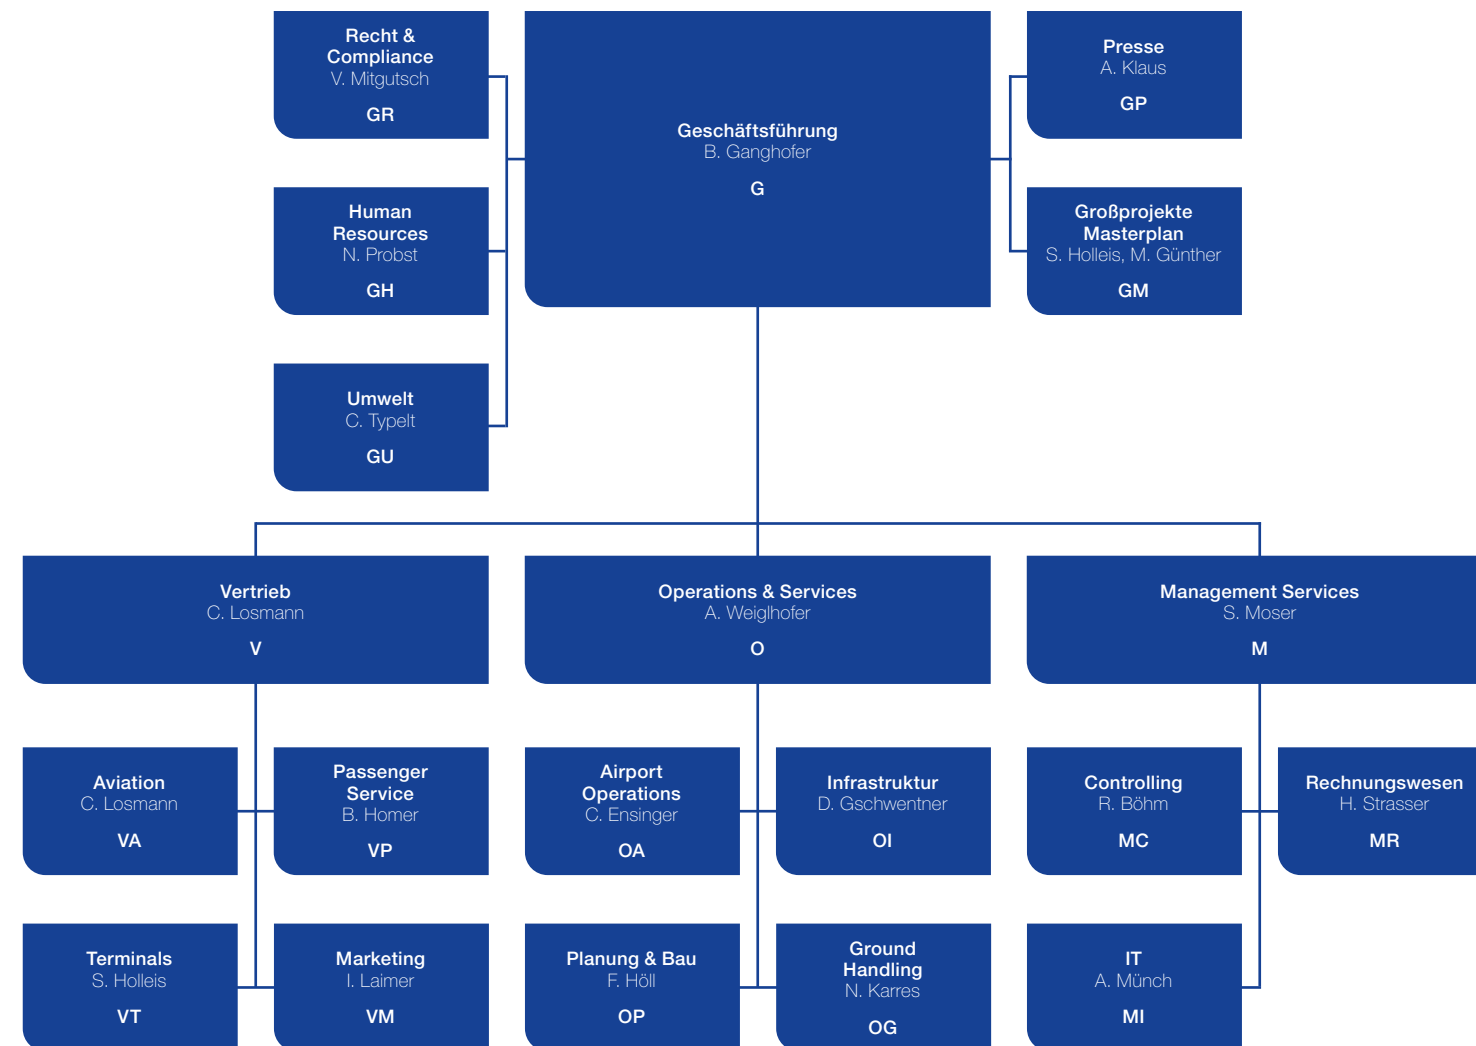 Recht &
Compliance
V. Mitgutsch
GR
Geschäftsführung
B. Ganghofer
G
Presse
A. Klaus
GP
Human
Resources
N. Probst
GH
Großprojekte
Masterplan
S. Holleis, M. Günther
GM
Umwelt
C. Typelt
GU
Vertrieb
C. Losmann
V
Operations & Services
A. Weiglhofer
O
Management Services
S. Moser
M
Aviation
C. Losmann
VA
Passenger
Service
B. Horner
VP
Airport
Operations
C. Ensinger
OA
Infrastruktur
D. Gschwentner
OI
Controlling
R. Böhm
MC
Rechnungswesen
H. Strasser
MR
Terminals
S. Holleis
VT
Marketing
I. Laimer
VM
Planung & Bau
F. Höll
OP
Ground
Handling
N. Karres
OG
IT
A. Münch
MI